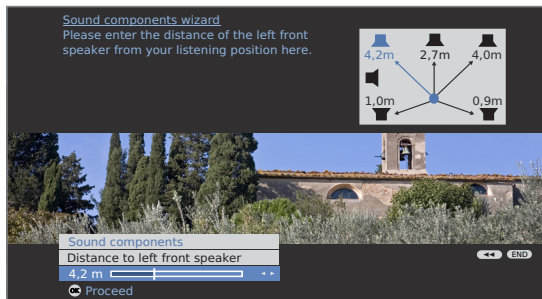 Sound components wizard
Please enter the distance of the left front
speaker from your listening position here.
4,2m 2,7m 4,0m
1,0m 0,9m
Sound components
Distance to left front speaker
4,2 m
END
OK Proceed